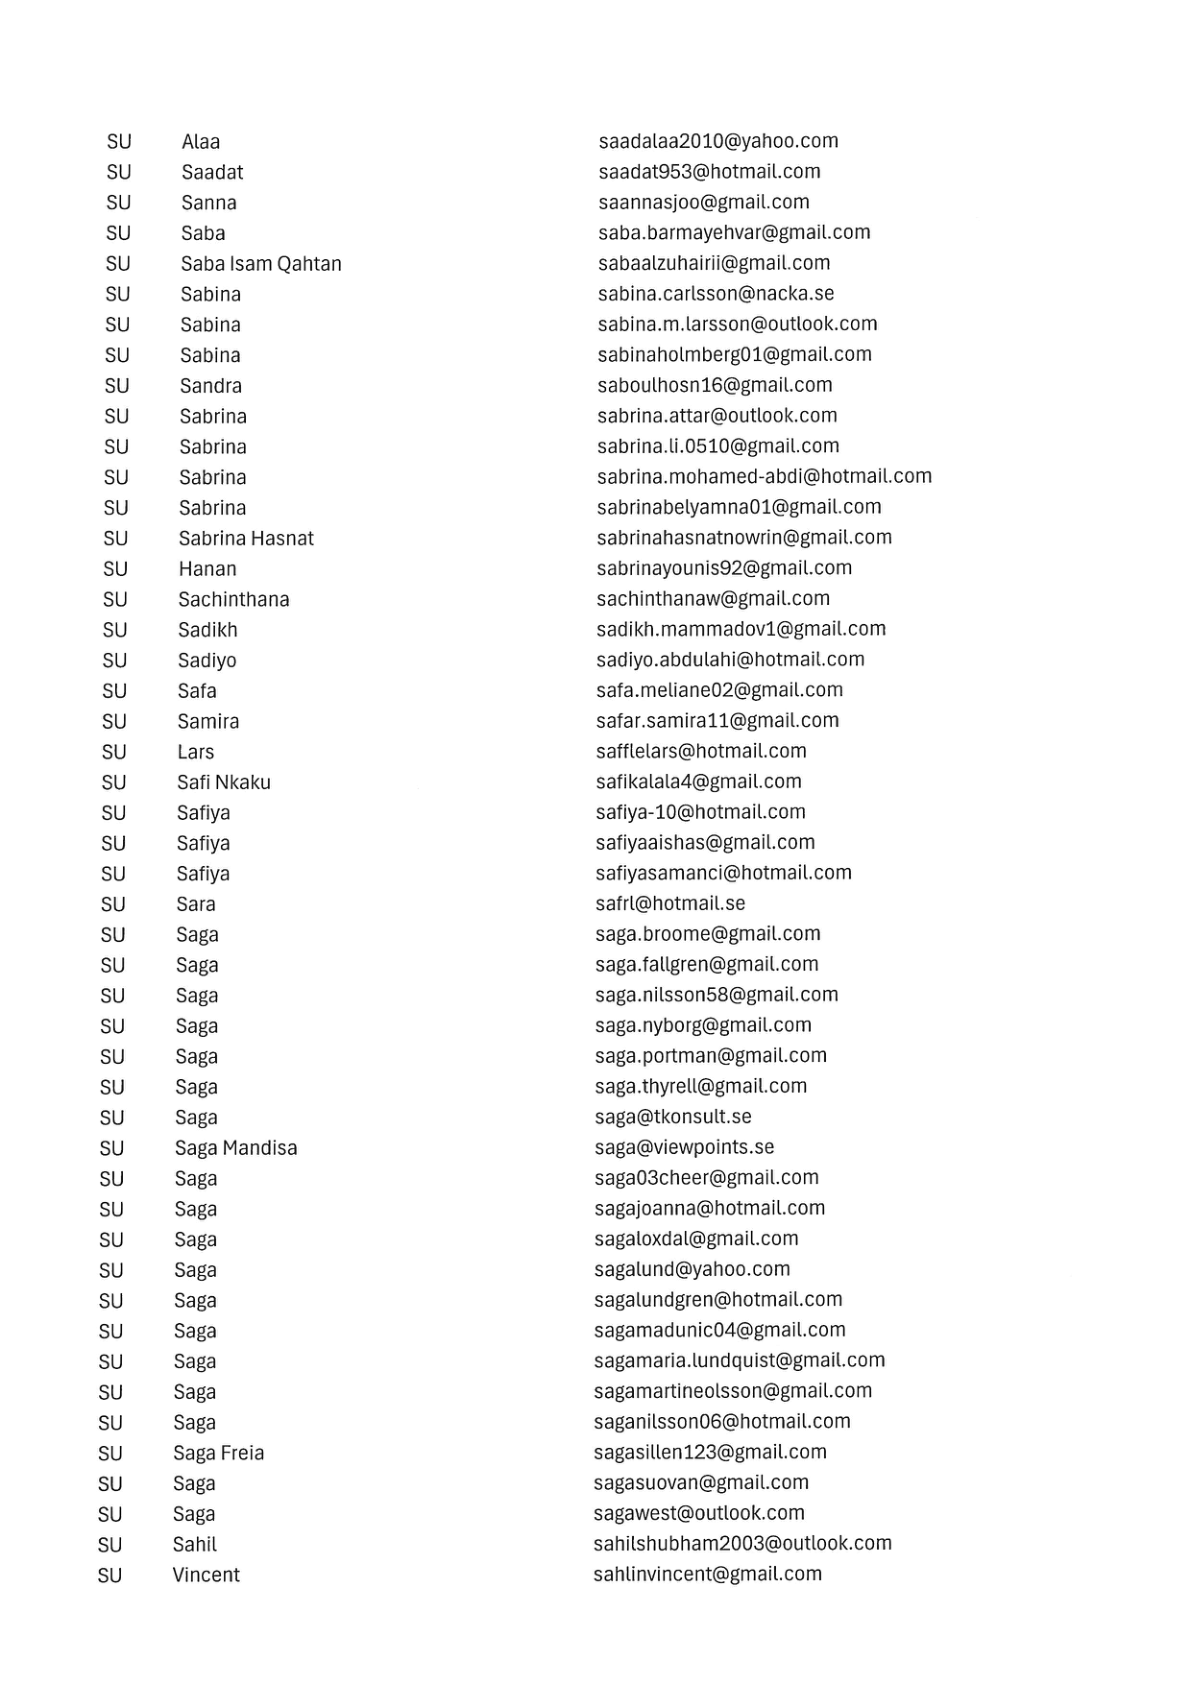 SU Alaa saadalaa2010@yahoo.com
SU Saadat saadat953@hotmail.com
SU Sanna saannasjoo@gmail.com
SU Saba saba.barmayehvar@gmail.com
SU Saba Isam Qahtan sabaalzuhairii@gmail.com
SU Sabina sabina.carlsson@nacka.se
SU Sabina sabina.m.larsson@outlook.com
SU Sabina sabinaholmberg01@gmail.com
SU Sandra saboulhosn16@gmail.com
SU Sabrina sabrina.attar@outlook.com
SU Sabrina sabrina.li.0510@gmail.com
SU Sabrina sabrina.mohamed-abdi@hotmail.com
SU Sabrina sabrinabelyamna01@gmail.com
SU Sabrina Hasnat sabrinahasnatnowrin@gmail.com
SU Hanan sabrinayounis92@gmail.com
SU Sachinthana sachinthanaw@gmail.com
SU Sadikh sadikh.mammadov1@gmail.com
SU Sadiyo sadiyo.abdulahi@hotmail.com
SU Safa safa.meliane02@gmail.com
SU Samira safar.samira11@gmail.com
SU Lars safflelars@hotmail.com
SU Safi Nkaku safikalala4@gmail.com
SU Safiya safiya-10@hotmail.com
SU Safiya safiyaaishas@gmail.com
SU Safiya safiyasamanci@hotmail.com
SU Sara safrl@hotmail.se
SU Saga saga.broome@gmail.com
SU Saga saga.fallgren@gmail.com
SU Saga saga.nilsson58@gmail.com
SU Saga saga.nyborg@gmail.com
SU Saga saga.portman@gmail.com
SU Saga saga.thyrell@gmail.com
SU Saga saga@tkonsult.se
SU Saga Mandisa saga@viewpoints.se
SU Saga saga03cheer@gmail.com
SU Saga sagajoanna@hotmail.com
SU Saga sagaloxdal@gmail.com
SU Saga sagalund@yahoo.com
SU Saga sagalundgren@hotmail.com
SU Saga sagamadunic04@gmail.com
SU Saga sagamaria.lundquist@gmail.com
SU Saga sagamartineolsson@gmail.com
SU Saga saganilsson06@hotmail.com
SU Saga Freia sagasillen123@gmail.com
SU Saga sagasuovan@gmail.com
SU Saga sagawest@outlook.com
SU Sahil sahilshubham2003@outlook.com
SU Vincent sahlinvincent@gmail.com